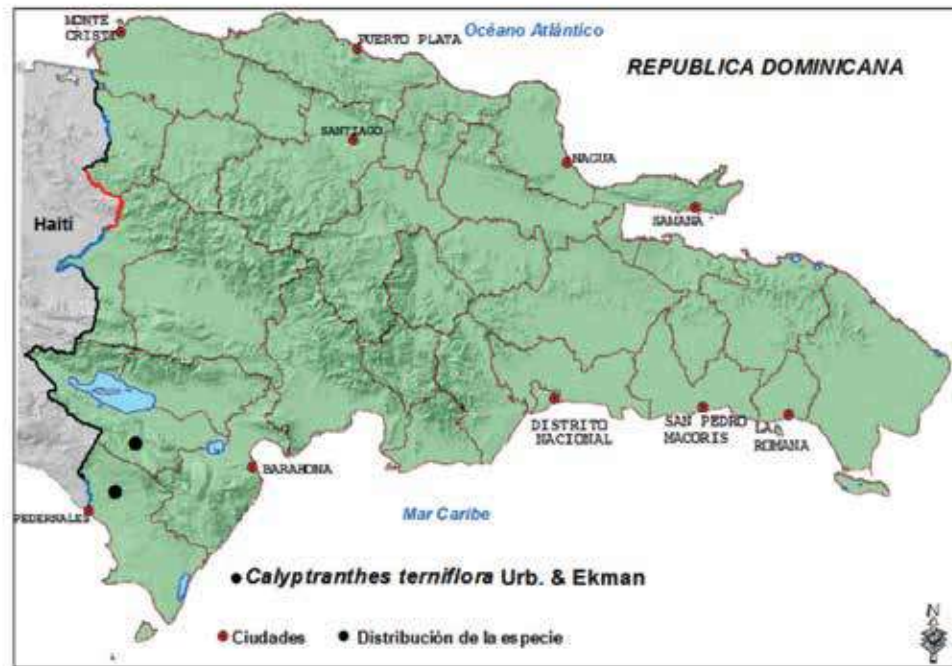 MONTE
CRISTI
PUERTO PLATA
Océano Atlántico
REPUBLICA DOMINICANA
SANTIAGO
NAGUA
SAMANA
Haití
DISTRITO
NACIONAL
SAN PEDRO
MACORIS
LA
ROMANA
BARAHONA
PEDERNALES
Mar Caribe
Calyptranthes terniflora Urb. & Ekman
Ciudades
Distribución de la especie
N